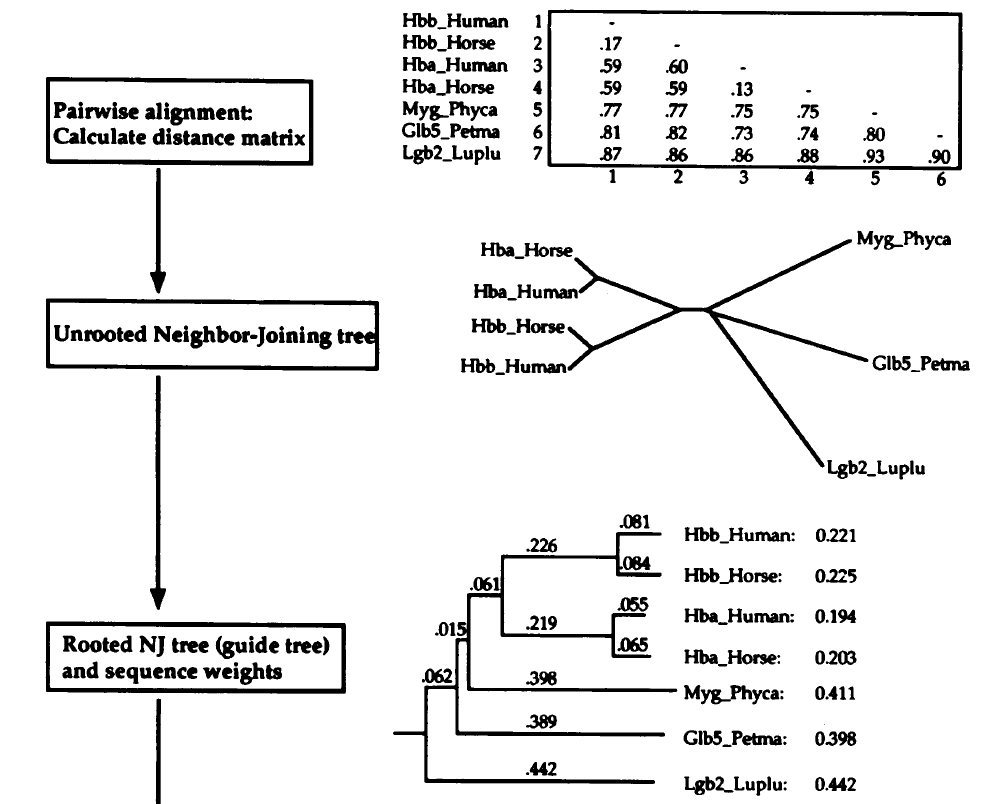 Hbb_Human 1 -
Hbb_Horse 2 .17 -
Hba_Human 3 .59 .60 -
Hba_Horse 4 .59 .59 .13 -
Myg_Phyca 5 .77 .77 .75 .75 -
Glb5_Petma 6 .81 .82 .73 .74 .80 -
Lgb2_Luplu 7 .87 .86 .86 .88 .93 .90
1 2 3 4 5 6
Pairwise alignment:
Calculate distance matrix
Unrooted Neighbor-Joining tree
Hba_Horse
Hba_Human
Hbb_Horse
Hbb_Human
Myg_Phyca
Glb5_Petma
Lgb2_Luplu
Rooted NJ tree (guide tree)
and sequence weights
.081 Hbb_Human: 0.221
.226
.084 Hbb_Horse: 0.225
.061
.055 Hba_Human: 0.194
.219
.015
.065 Hba_Horse: 0.203
.062
.398 Myg_Phyca: 0.411
.389 Glb5_Petma: 0.398
.442 Lgb2_Luplu: 0.442